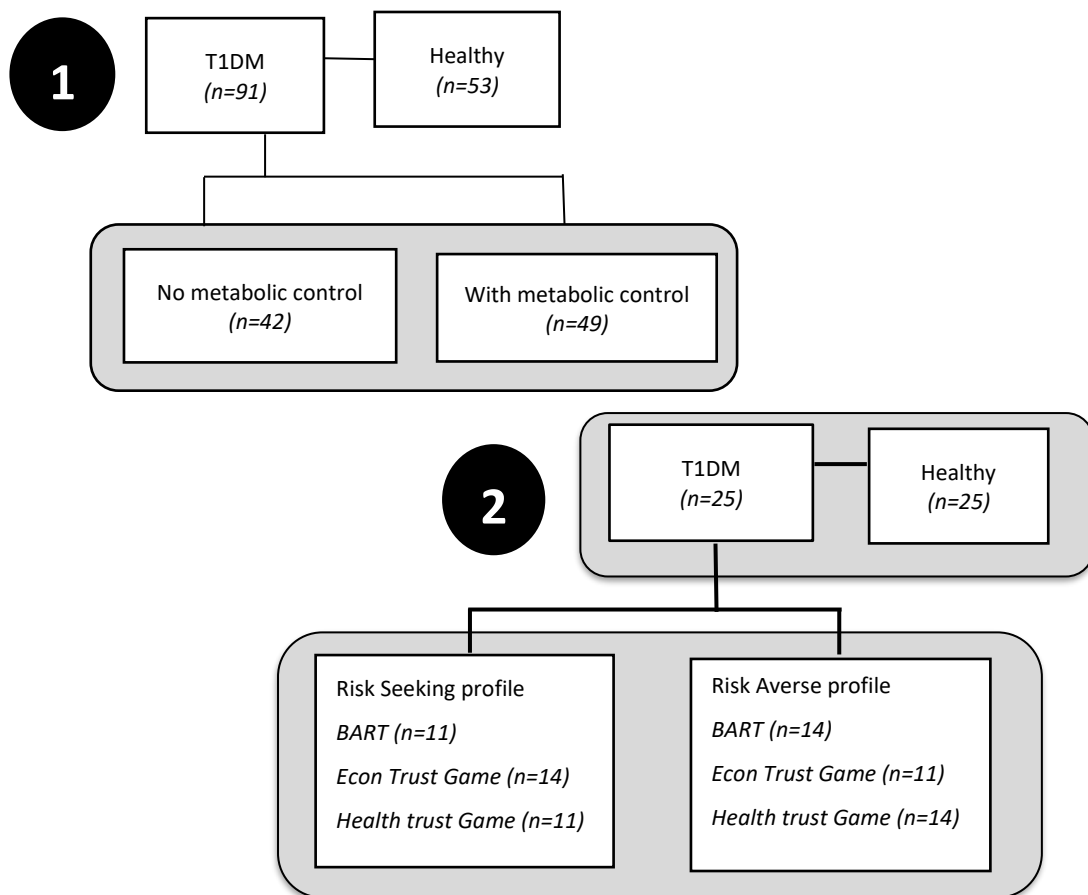 1
T1DM
(n=91)
Healthy
(n=53)
No metabolic control
(n=42)
With metabolic control
(n=49)
2
T1DM
(n=25)
Healthy
(n=25)
Risk Seeking profile
BART (n=11)
Econ Trust Game (n=14)
Health trust Game (n=11)
Risk Averse profile
BART (n=14)
Econ Trust Game (n=11)
Health trust Game (n=14)